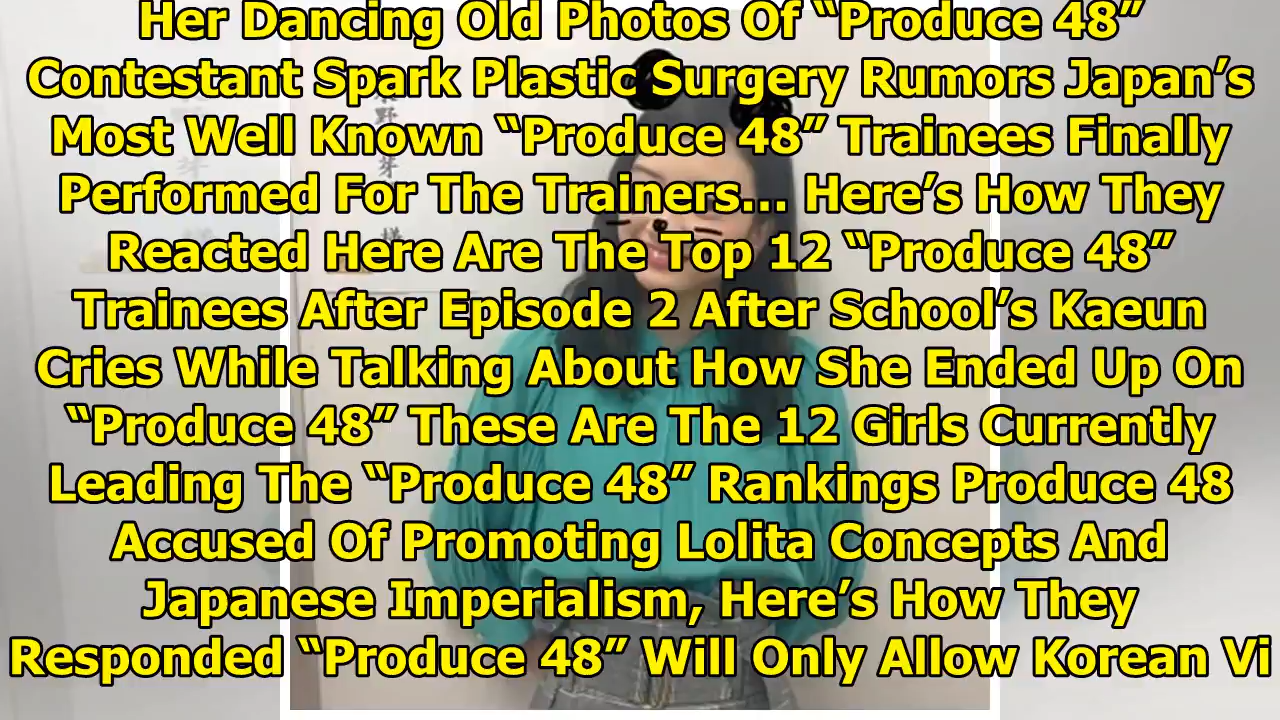 Her Dancing Old Photos Of “Produce 48”
Contestant Spark Plastic Surgery Rumors Japan’s
Most Well Known “Produce 48” Trainees Finally
Performed For The Trainers... Here’s How They
Reacted Here Are The Top 12 “Produce 48”
Trainees After Episode 2 After School’s Kaeun
Cries While Talking About How She Ended Up On
“Produce 48” These Are The 12 Girls Currently
Leading The “Produce 48” Rankings Produce 48
Accused Of Promoting Lolita Concepts And
Japanese Imperialism, Here’s How They
Responded “Produce 48” Will Only Allow Korean Vi